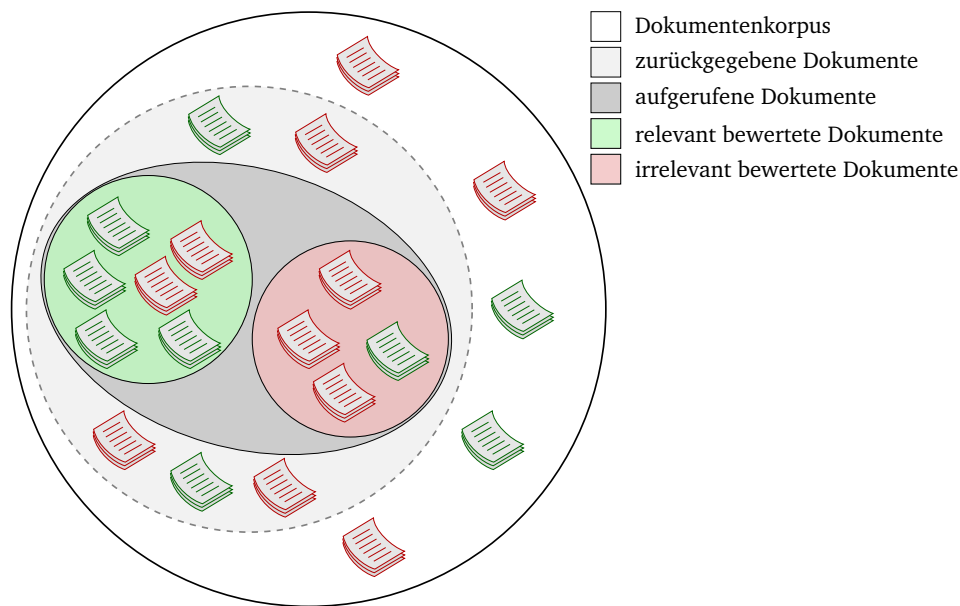 Dokumentenkorpus
zurückgegebene Dokumente
aufgerufene Dokumente
relevant bewertete Dokumente
irrelevant bewertete Dokumente